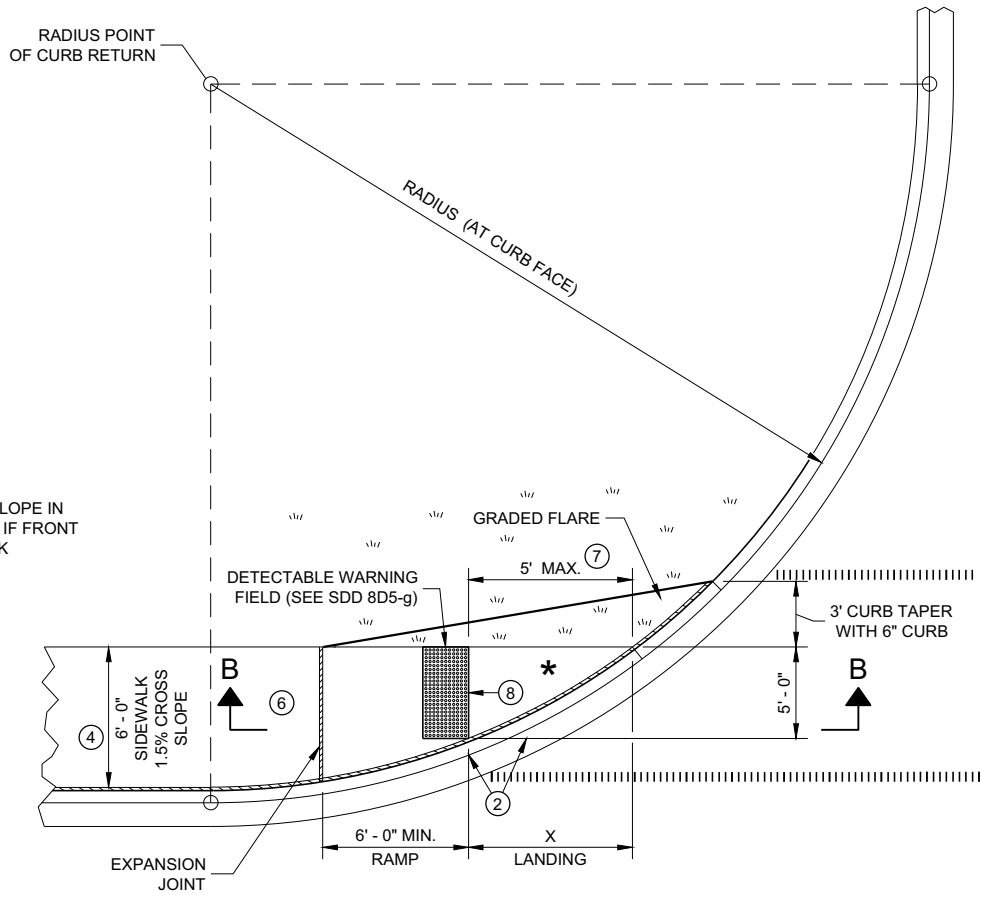 RADIUS POINT
OF CURB RETURN
RADIUS (AT CURB FACE)
LOPE IN
IF FRONT
K
GRADED FLARE
7
5' MAX.
DETECTABLE WARNING
FIELD (SEE SDD 8D5-g)
3' CURB TAPER
WITH 6" CURB
B
6
*
8
B
4
6' - 0"
SIDEWALK
1.5% CROSS
SLOPE
5' - 0"
2
6' - 0" MIN.
RAMP
X
LANDING
EXPANSION
JOINT